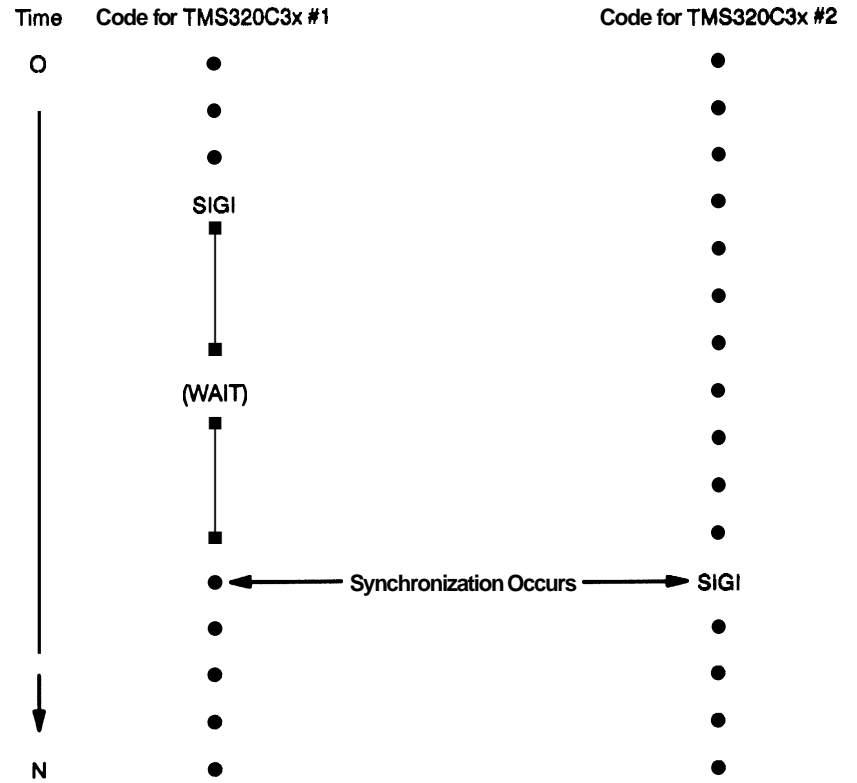 Time Code for TMS320C3x #1 Code for TMS320C3x #2
O
SIGI
(WAIT)
Synchronization Occurs SIGI
N